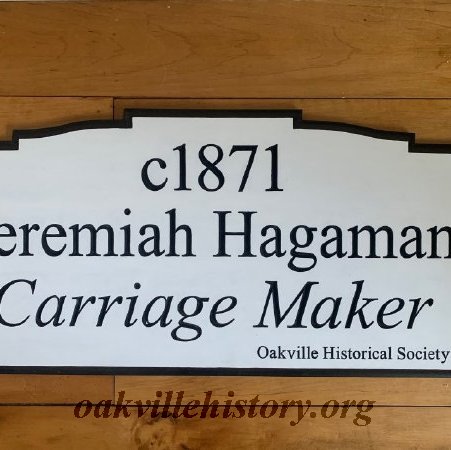 c1871
eremiah Hagaman
Carriage Maker
Oakville Historical Society
oakvillehistory.org